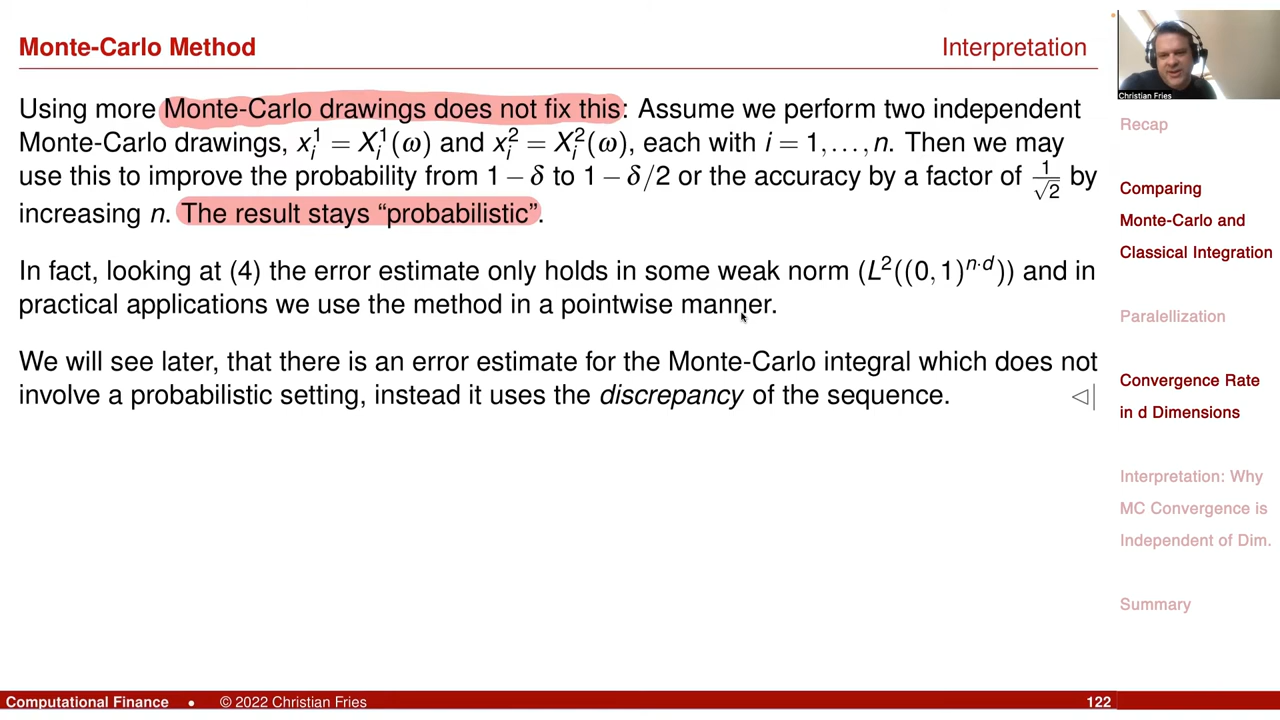 Monte-Carlo Method
Interpretation
Using more Monte-Carlo drawings does not fix this: Assume we perform two independent
Monte-Carlo drawings, x_i^1 = X_i^1(ω) and x_i^2 = X_i^2(ω), each with i = 1,...,n. Then we may
use this to improve the probability from 1 − δ to 1 − δ/2 or the accuracy by a factor of 1/√2 by
increasing n. The result stays “probabilistic”.
In fact, looking at (4) the error estimate only holds in some weak norm (L²((0,1)^{n·d})) and in
practical applications we use the method in a pointwise manner.
We will see later, that there is an error estimate for the Monte-Carlo integral which does not
involve a probabilistic setting, instead it uses the discrepancy of the sequence. ◁|
Christian Fries
Recap
Comparing
Monte-Carlo and
Classical Integration
Paralellization
Convergence Rate
in d Dimensions
Interpretation: Why
MC Convergence is
Independent of Dim.
Summary
Computational Finance • © 2022 Christian Fries 122